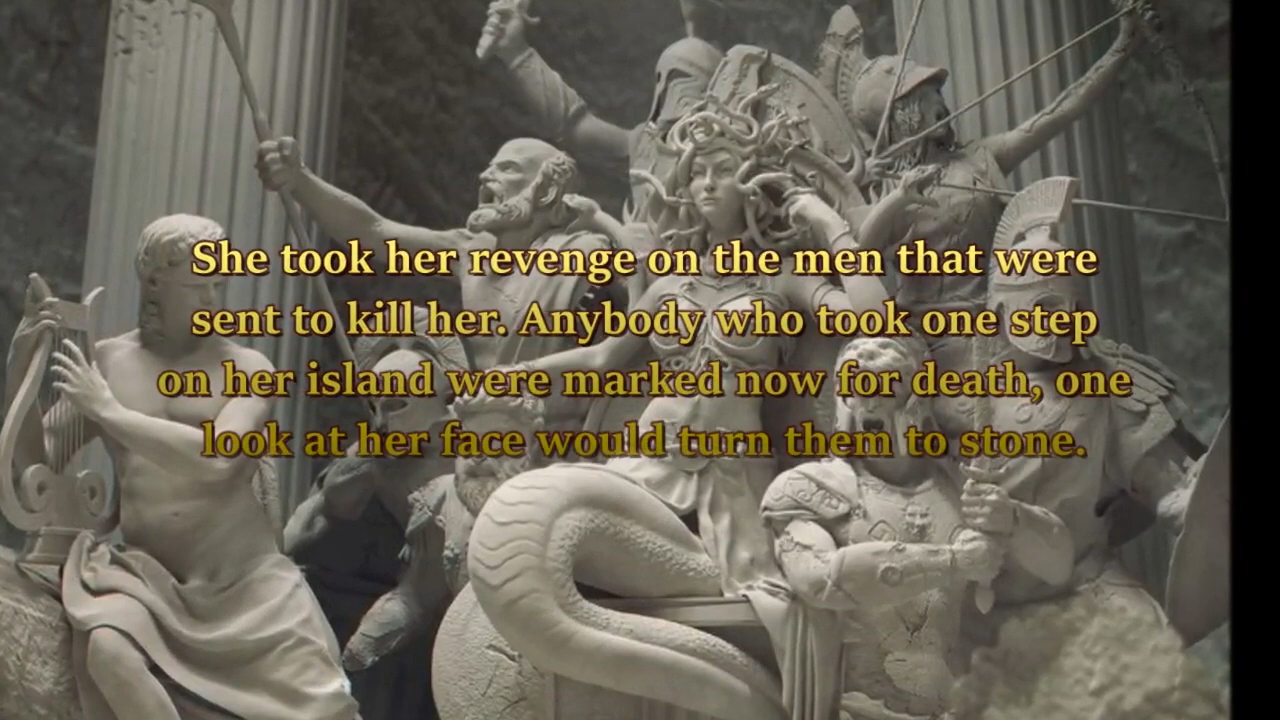 She took her revenge on the men that were
sent to kill her. Anybody who took one step
on her island were marked now for death, one
look at her face would turn them to stone.